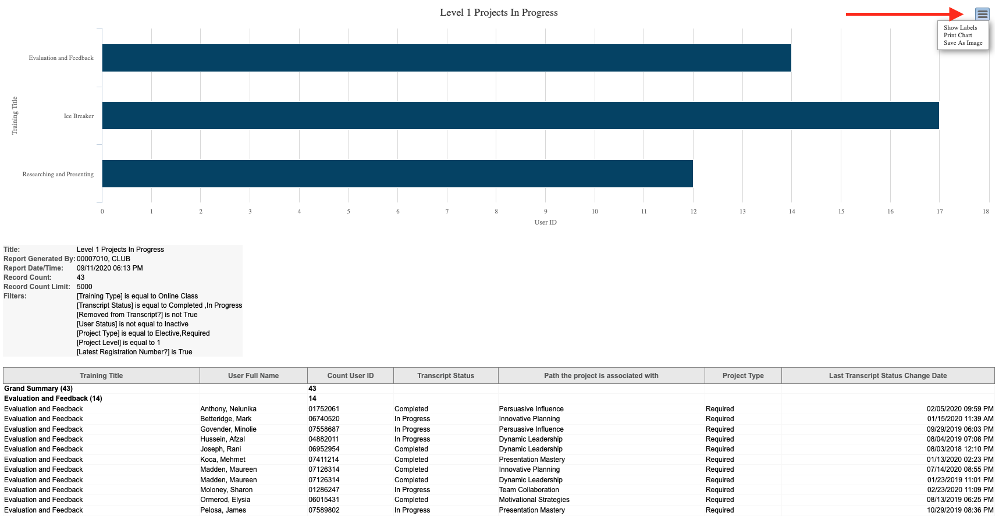 Level 1 Projects In Progress
Show Labels
Print Chart
Save As Image
Training Title
Evaluation and Feedback
Ice Breaker
Researching and Presenting
0 1 2 3 4 5 6 7 8 9 10 11 12 13 14 15 16 17 18
User ID
Title: Level 1 Projects In Progress
Report Generated By: 00007010, CLUB
Report Date/Time: 09/11/2020 06:13 PM
Record Count: 43
Record Count Limit: 5000
Filters: [Training Type] is equal to Online Class
[Transcript Status] is equal to Completed ,In Progress
[Removed from Transcript?] is not True
[User Status] is not equal to Inactive
[Project Type] is equal to Elective,Required
[Project Level] is equal to 1
[Latest Registration Number?] is True
Training Title User Full Name Count User ID Transcript Status Path the project is associated with Project Type Last Transcript Status Change Date
Grand Summary (43) 43
Evaluation and Feedback (14) 14
Evaluation and Feedback Anthony, Nelunika 01752061 Completed Persuasive Influence Required 02/05/2020 09:59 PM
Evaluation and Feedback Betteridge, Mark 06740520 In Progress Innovative Planning Required 01/15/2020 11:39 AM
Evaluation and Feedback Govender, Minolie 07558687 In Progress Persuasive Influence Required 09/29/2019 06:03 PM
Evaluation and Feedback Hussein, Afzal 04882011 In Progress Dynamic Leadership Required 08/04/2019 07:08 PM
Evaluation and Feedback Joseph, Rani 06952954 Completed Dynamic Leadership Required 08/03/2018 12:10 PM
Evaluation and Feedback Koca, Mehmet 07411214 Completed Presentation Mastery Required 01/13/2020 02:23 PM
Evaluation and Feedback Madden, Maureen 07126314 Completed Innovative Planning Required 07/14/2020 08:55 PM
Evaluation and Feedback Madden, Maureen 07126314 Completed Dynamic Leadership Required 01/23/2019 11:01 PM
Evaluation and Feedback Moloney, Sharon 01286247 In Progress Team Collaboration Required 02/23/2020 11:09 PM
Evaluation and Feedback Ormerod, Elysia 06015431 Completed Motivational Strategies Required 08/13/2019 06:25 PM
Evaluation and Feedback Pelosa, James 07589802 In Progress Presentation Mastery Required 10/29/2019 08:36 PM